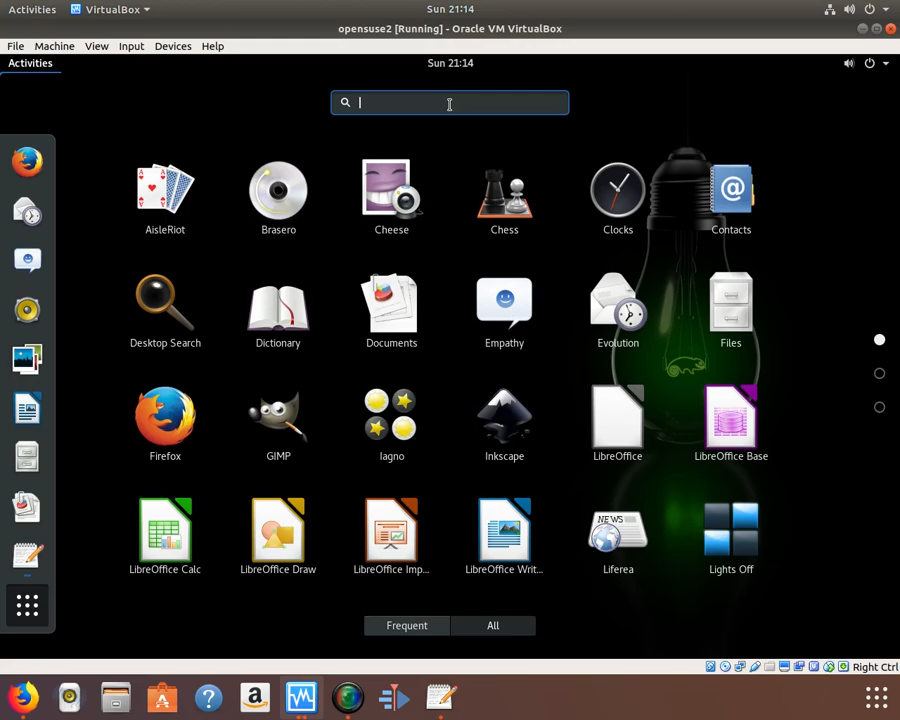 Activities VirtualBox Sun 21:14
opensuse2 [Running] - Oracle VM VirtualBox
File Machine View Input Devices Help
Activities Sun 21:14
AisleRiot Brasero Cheese Chess Clocks Contacts
Desktop Search Dictionary Documents Empathy Evolution Files
Firefox GIMP Iagno Inkscape LibreOffice LibreOffice Base
NEWS
LibreOffice Calc LibreOffice Draw LibreOffice Imp... LibreOffice Writ... Liferea Lights Off
Frequent All
Right Ctrl